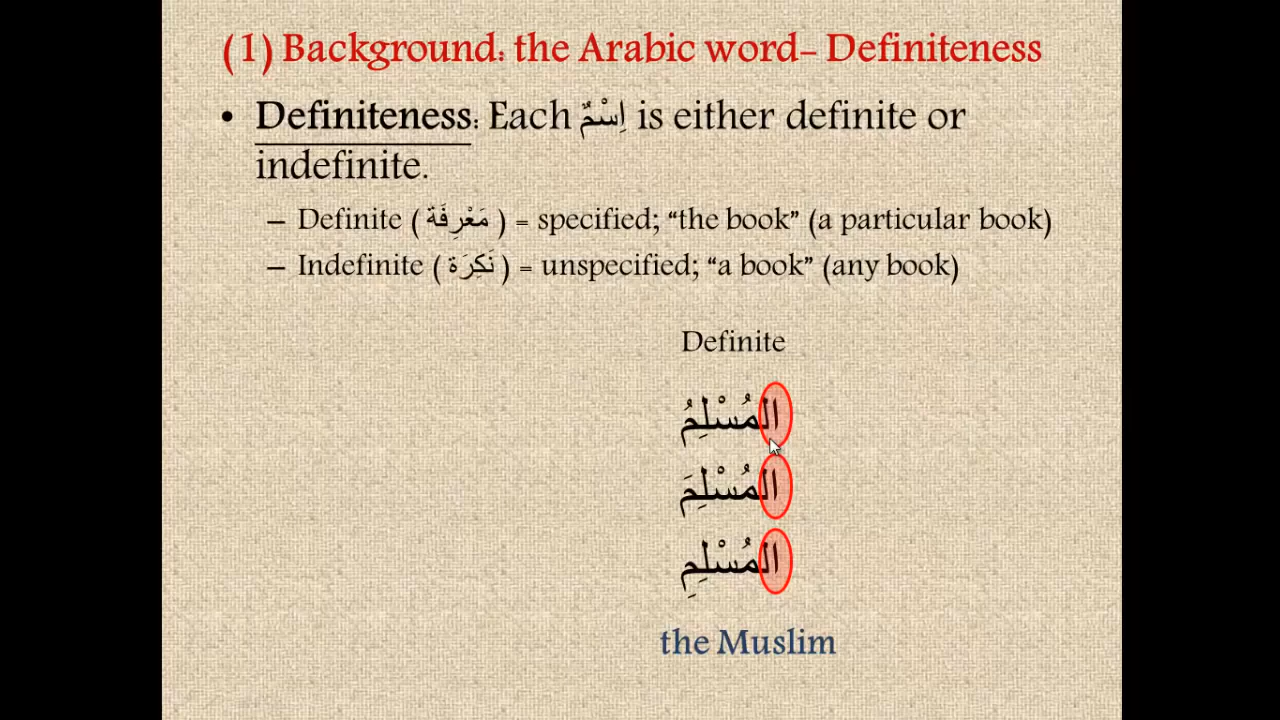 (1) Background: the Arabic word- Definiteness
• Definiteness: Each اِسْمٌ is either definite or
indefinite.
– Definite ( مَعْرِفَة ) = specified; “the book” (a particular book)
– Indefinite ( نَكِرَة ) = unspecified; “a book” (any book)
Definite
المُسْلِمُ
المُسْلِمَ
المُسْلِمِ
the Muslim